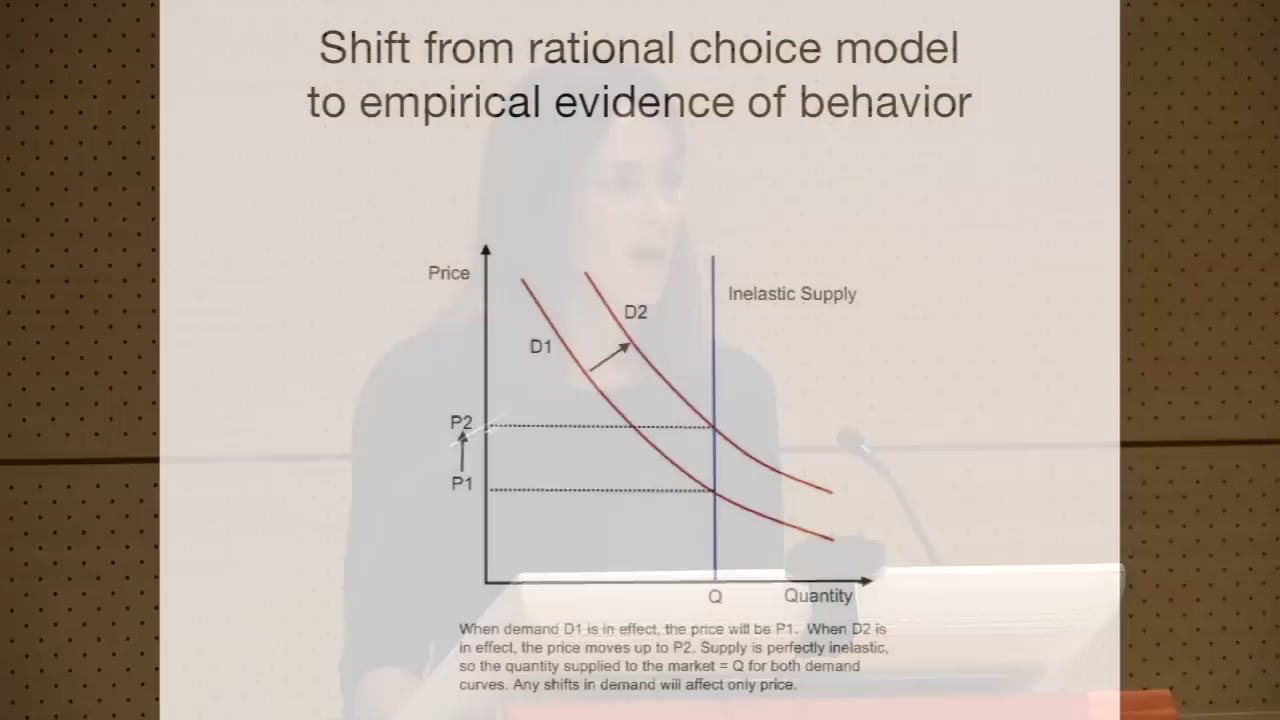 Shift from rational choice model
to empirical evidence of behavior
Price
Inelastic Supply
D2
D1
P2
P1
Q
Quantity
When demand D1 is in effect, the price will be P1. When D2 is
in effect, the price moves up to P2. Supply is perfectly inelastic,
so the quantity supplied to the market = Q for both demand
curves. Any shifts in demand will affect only price.